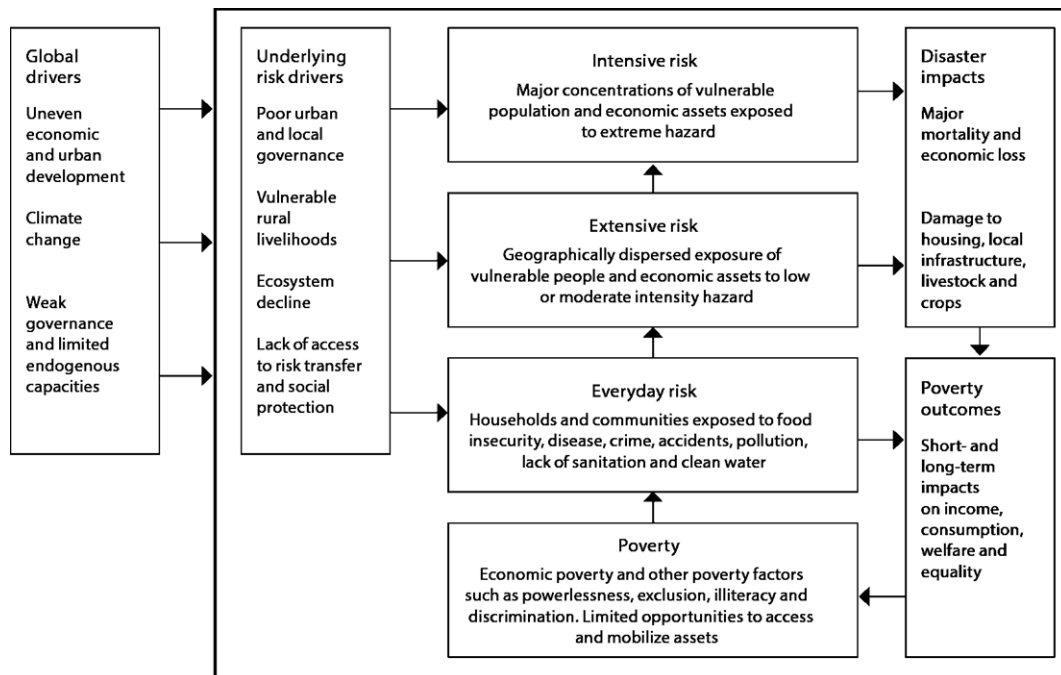 Global
drivers
Uneven
economic
and urban
development
Climate
change
Weak
governance
and limited
endogenous
capacities
Underlying
risk drivers
Poor urban
and local
governance
Vulnerable
rural
livelihoods
Ecosystem
decline
Lack of access
to risk transfer
and social
protection
Intensive risk
Major concentrations of vulnerable
population and economic assets exposed
to extreme hazard
Extensive risk
Geographically dispersed exposure of
vulnerable people and economic assets to low
or moderate intensity hazard
Everyday risk
Households and communities exposed to food
insecurity, disease, crime, accidents, pollution,
lack of sanitation and clean water
Poverty
Economic poverty and other poverty factors
such as powerlessness, exclusion, illiteracy and
discrimination. Limited opportunities to access
and mobilize assets
Disaster
impacts
Major
mortality and
economic loss
Damage to
housing, local
infrastructure,
livestock and
crops
Poverty
outcomes
Short- and
long-term
impacts
on income,
consumption,
welfare and
equality